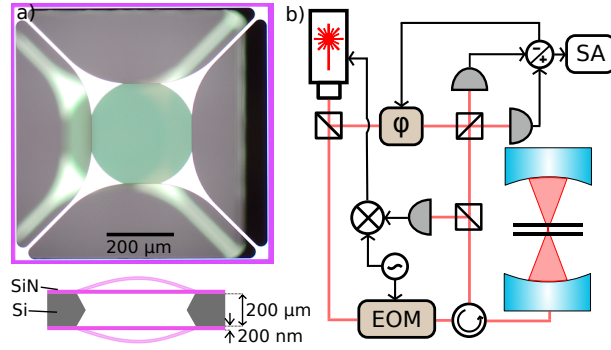 a)
200 μm
SiN
Si
200 μm
200 nm
b)
SA
φ
EOM
- +
~